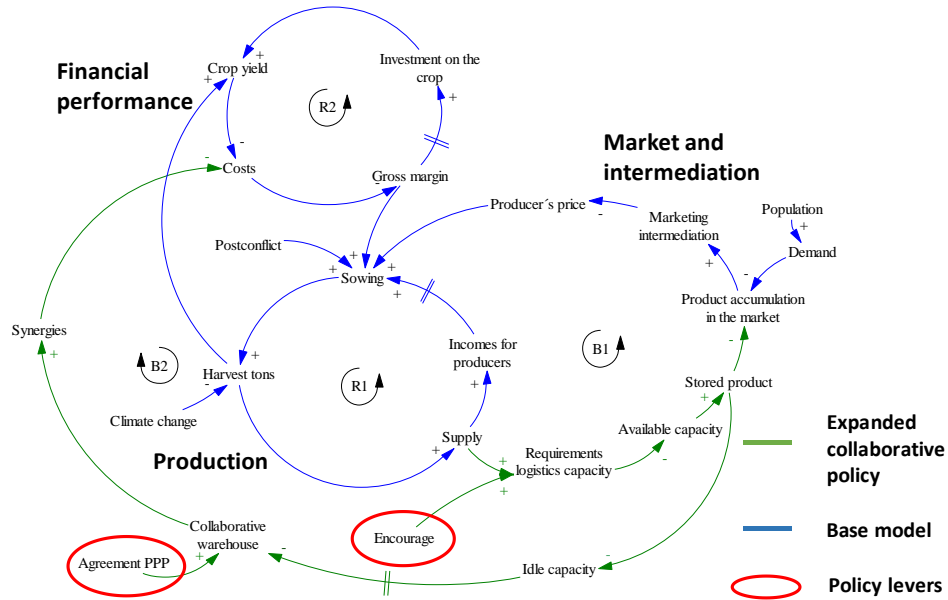 Financial
performance
Crop yield
Investment on the
crop
R2
Costs
Gross margin
Market and
intermediation
Producer´s price
Marketing
intermediation
Population
Demand
Postconflict
Sowing
Product accumulation
in the market
Synergies
B2
Harvest tons
R1
Incomes for
producers
B1
Stored product
Climate change
Production
Supply
Requirements
logistics capacity
Available capacity
Expanded
collaborative
policy
Base model
Policy levers
Collaborative
warehouse
Agreement PPP
Encourage
Idle capacity
+
+
-
-
-
+
+
+
+
+
+
-
+
+
-
-
+
-
+
+
+
+
+
-
+
-
-
-
+
+